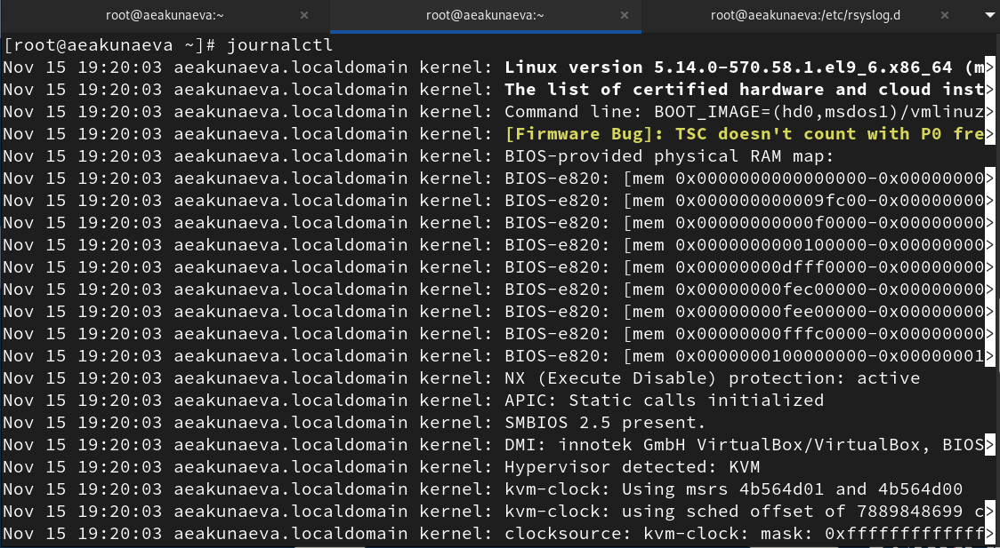 root@aeakunaeva:~ × root@aeakunaeva:~ × root@aeakunaeva:/etc/rsyslog.d ×
[root@aeakunaeva ~]# journalctl
Nov 15 19:20:03 aeakunaeva.localdomain kernel: Linux version 5.14.0-570.58.1.el9_6.x86_64 (m>
Nov 15 19:20:03 aeakunaeva.localdomain kernel: The list of certified hardware and cloud inst>
Nov 15 19:20:03 aeakunaeva.localdomain kernel: Command line: BOOT_IMAGE=(hd0,msdos1)/vmlinuz>
Nov 15 19:20:03 aeakunaeva.localdomain kernel: [Firmware Bug]: TSC doesn't count with P0 fre>
Nov 15 19:20:03 aeakunaeva.localdomain kernel: BIOS-provided physical RAM map:
Nov 15 19:20:03 aeakunaeva.localdomain kernel: BIOS-e820: [mem 0x0000000000000000-0x00000000>
Nov 15 19:20:03 aeakunaeva.localdomain kernel: BIOS-e820: [mem 0x000000000009fc00-0x00000000>
Nov 15 19:20:03 aeakunaeva.localdomain kernel: BIOS-e820: [mem 0x00000000000f0000-0x00000000>
Nov 15 19:20:03 aeakunaeva.localdomain kernel: BIOS-e820: [mem 0x0000000000100000-0x00000000>
Nov 15 19:20:03 aeakunaeva.localdomain kernel: BIOS-e820: [mem 0x00000000dfff0000-0x00000000>
Nov 15 19:20:03 aeakunaeva.localdomain kernel: BIOS-e820: [mem 0x00000000fec00000-0x00000000>
Nov 15 19:20:03 aeakunaeva.localdomain kernel: BIOS-e820: [mem 0x00000000fee00000-0x00000000>
Nov 15 19:20:03 aeakunaeva.localdomain kernel: BIOS-e820: [mem 0x00000000fffc0000-0x00000000>
Nov 15 19:20:03 aeakunaeva.localdomain kernel: BIOS-e820: [mem 0x0000000100000000-0x00000001>
Nov 15 19:20:03 aeakunaeva.localdomain kernel: NX (Execute Disable) protection: active
Nov 15 19:20:03 aeakunaeva.localdomain kernel: APIC: Static calls initialized
Nov 15 19:20:03 aeakunaeva.localdomain kernel: SMBIOS 2.5 present.
Nov 15 19:20:03 aeakunaeva.localdomain kernel: DMI: innotek GmbH VirtualBox/VirtualBox, BIOS>
Nov 15 19:20:03 aeakunaeva.localdomain kernel: Hypervisor detected: KVM
Nov 15 19:20:03 aeakunaeva.localdomain kernel: kvm-clock: Using msrs 4b564d01 and 4b564d00
Nov 15 19:20:03 aeakunaeva.localdomain kernel: kvm-clock: using sched offset of 7889848699 c>
Nov 15 19:20:03 aeakunaeva.localdomain kernel: clocksource: kvm-clock: mask: 0xfffffffffffff>